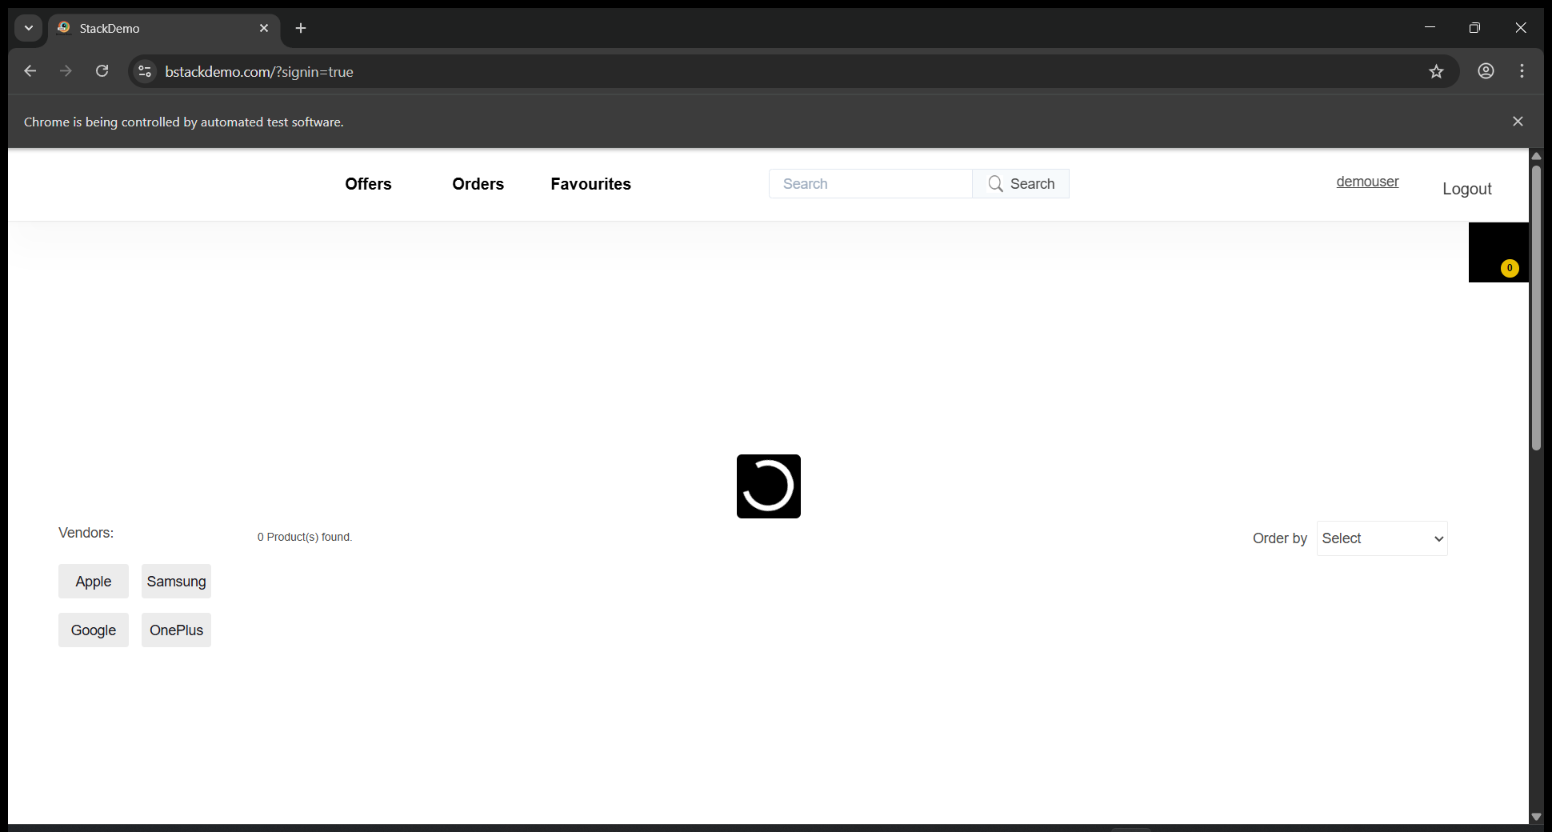 StackDemo
bstackdemo.com/?signin=true
Chrome is being controlled by automated test software.
Offers Orders Favourites Search Search demouser Logout
0
Vendors:
0 Product(s) found.
Order by Select
Apple Samsung
Google OnePlus